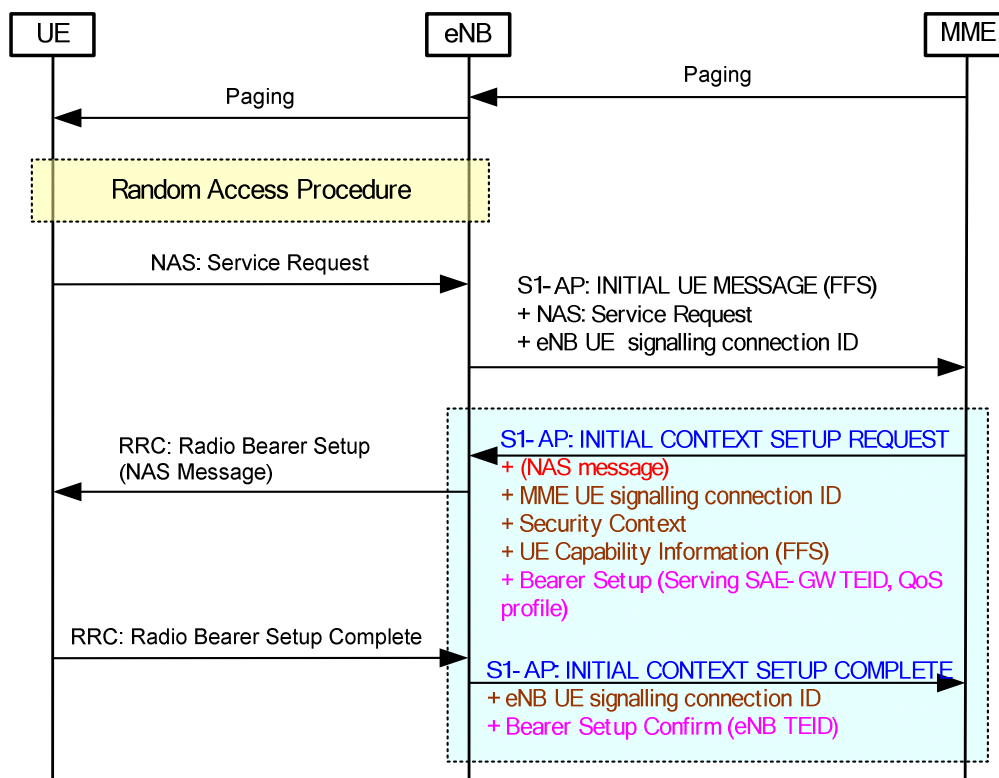 UE
eNB
MME
Paging
Paging
Random Access Procedure
NAS: Service Request
S1-AP: INITIAL UE MESSAGE (FFS)
+ NAS: Service Request
+ eNB UE signalling connection ID
RRC: Radio Bearer Setup
(NAS Message)
S1-AP: INITIAL CONTEXT SETUP REQUEST
+ (NAS message)
+ MME UE signalling connection ID
+ Security Context
+ UE Capability Information (FFS)
+ Bearer Setup (Serving SAE-GW TEID, QoS
profile)
RRC: Radio Bearer Setup Complete
S1-AP: INITIAL CONTEXT SETUP COMPLETE
+ eNB UE signalling connection ID
+ Bearer Setup Confirm (eNB TEID)